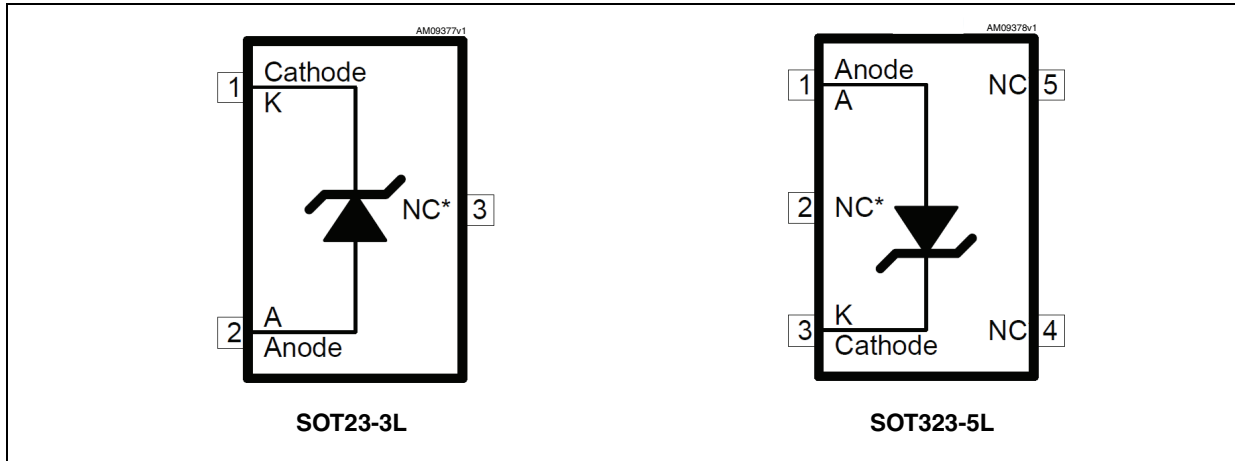 AM09377v1
1
Cathode
K
NC*
3
2
A
Anode
SOT23-3L
AM09378v1
1
Anode
A
NC
5
2
NC*
3
K
Cathode
NC
4
SOT323-5L